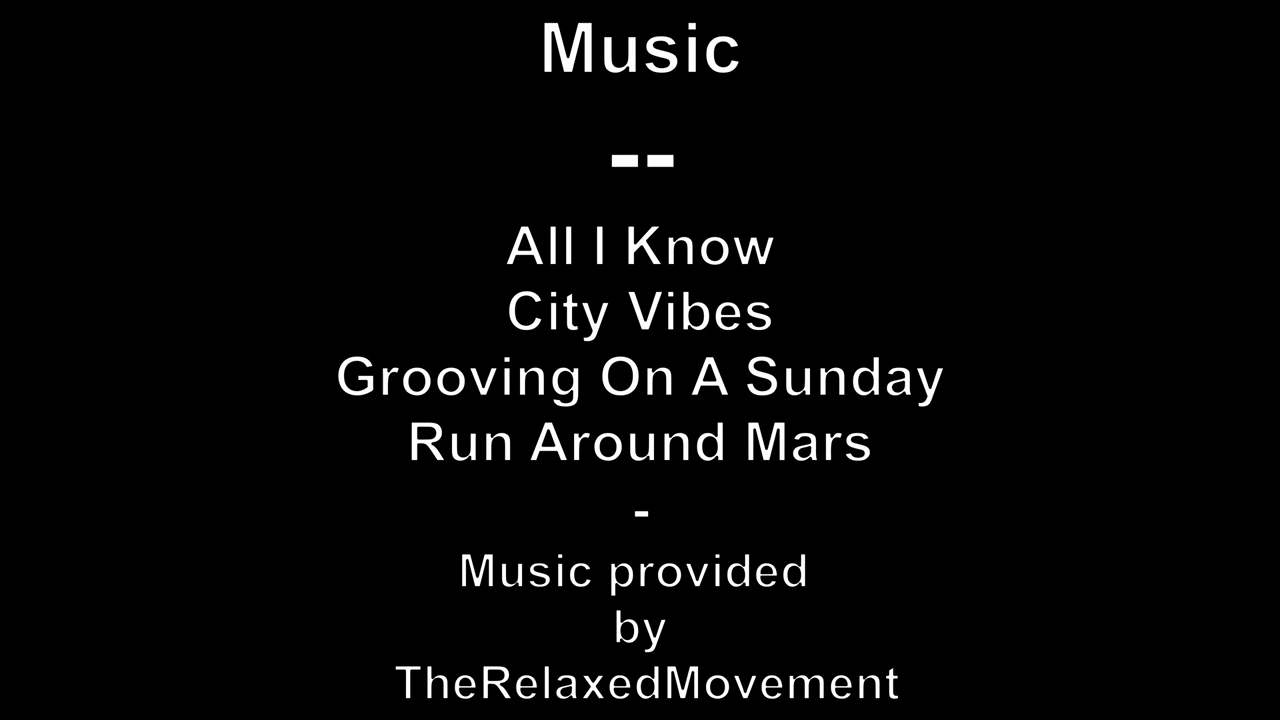 Music
--
All I Know
City Vibes
Grooving On A Sunday
Run Around Mars
-
Music provided
by
TheRelaxedMovement